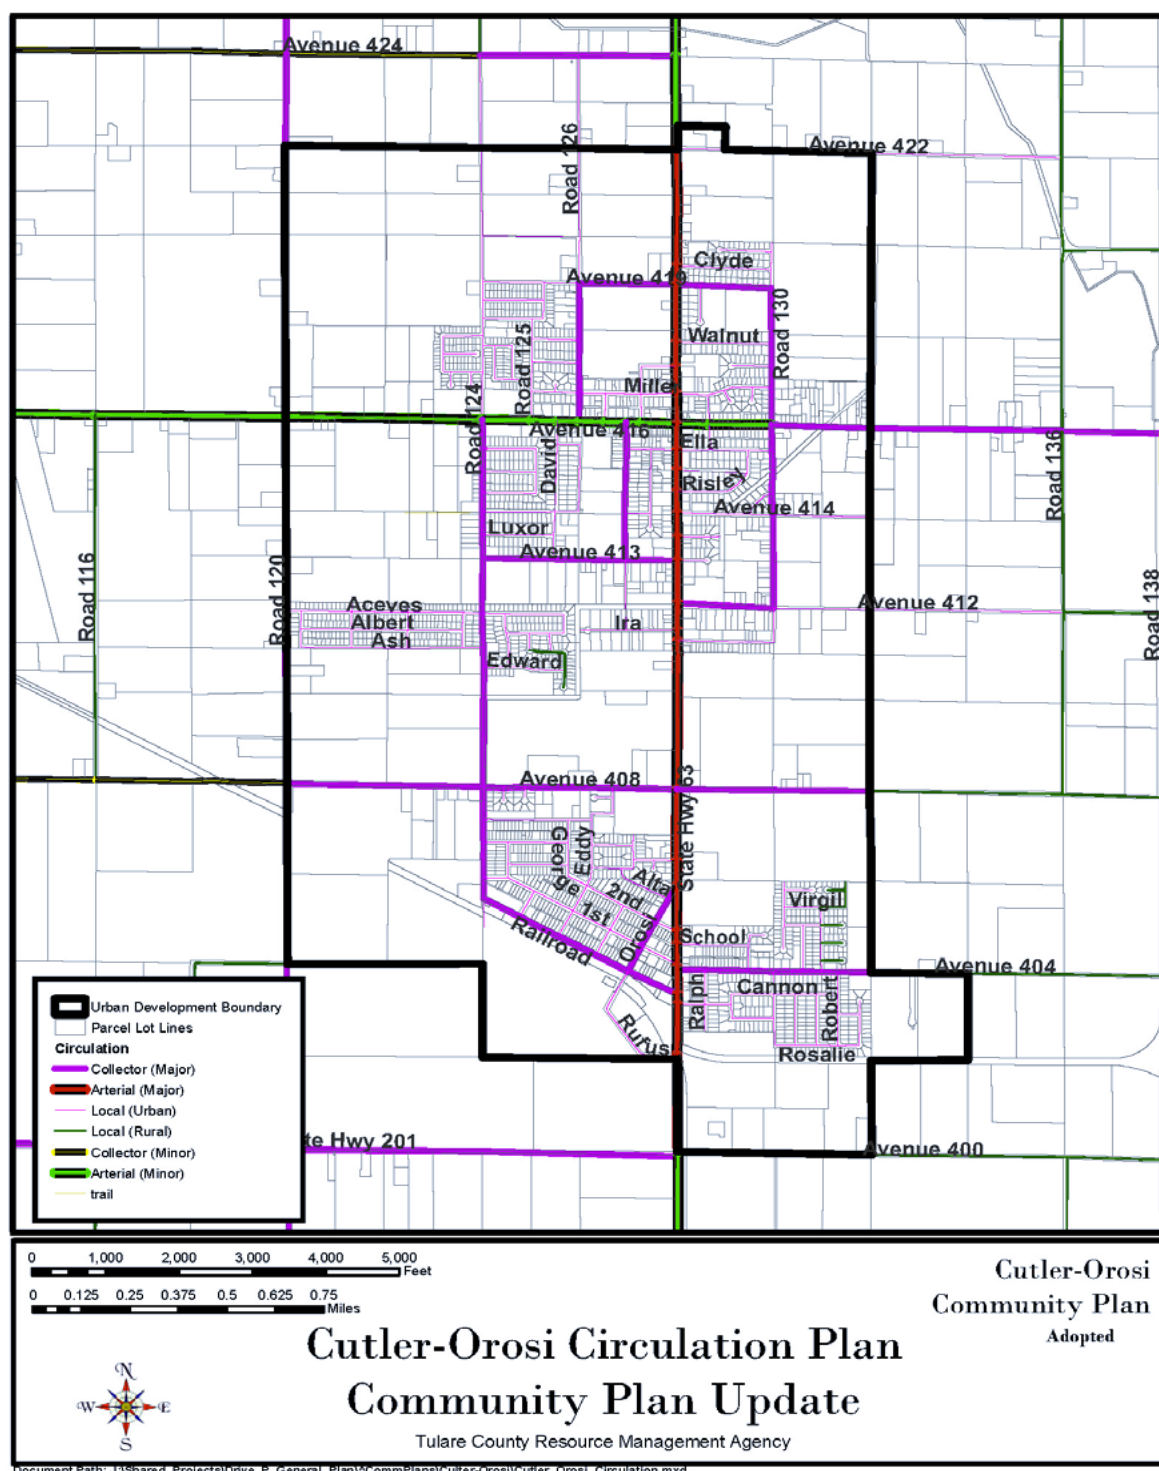 Avenue 424
Road 126
Avenue 422
Clyde
Avenue 419
Road 130
Walnut
Road 125
Miller
Road 124
Avenue 416
Ella
David
Road 136
Risley
Avenue 414
Luxor
Avenue 413
Road 116
Road 120
Road 138
Aceves
Avenue 412
Albert
Ira
Ash
Edward
Avenue 408
State Hwy 63
George
Eddy
Alta
2nd
Virgil
1st
Orosi
Railroad
School
Avenue 404
Ralph
Cannon
Robert
Rufus
Rosalie
te Hwy 201
Avenue 400
Urban Development Boundary
Parcel Lot Lines
Circulation
Collector (Major)
Arterial (Major)
Local (Urban)
Local (Rural)
Collector (Minor)
Arterial (Minor)
trail
0 1,000 2,000 3,000 4,000 5,000
Feet
0 0.125 0.25 0.375 0.5 0.625 0.75
Miles
Cutler-Orosi
Community Plan
Adopted
Cutler-Orosi Circulation Plan
Community Plan Update
Tulare County Resource Management Agency
N
W E
S